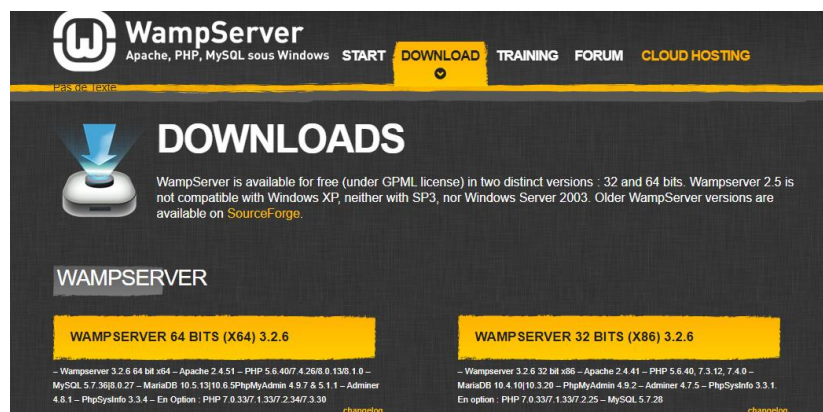 WampServer
Apache, PHP, MySQL sous Windows
START
DOWNLOAD
TRAINING
FORUM
CLOUD HOSTING
Pas de Texte
DOWNLOADS
WampServer is available for free (under GPML license) in two distinct versions : 32 and 64 bits. Wampserver 2.5 is
not compatible with Windows XP, neither with SP3, nor Windows Server 2003. Older WampServer versions are
available on SourceForge.
WAMPSERVER
WAMPSERVER 64 BITS (X64) 3.2.6
– Wampserver 3.2.6 64 bit x64 – Apache 2.4.51 – PHP 5.6.40/7.4.26/8.0.13/8.1.0 –
MySQL 5.7.36|8.0.27 – MariaDB 10.5.13|10.6.5PhpMyAdmin 4.9.7 & 5.1.1 – Adminer
4.8.1 – PhpSysInfo 3.3.4 – En Option : PHP 7.0.33/7.1.33/7.2.34/7.3.30
changelog
WAMPSERVER 32 BITS (X86) 3.2.6
– Wampserver 3.2.6 32 bit x86 – Apache 2.4.41 – PHP 5.6.40, 7.3.12, 7.4.0 –
MariaDB 10.4.10|10.3.20 – PhpMyAdmin 4.9.2 – Adminer 4.7.5 – PhpSysInfo 3.3.1.
En option : PHP 7.0.33/7.1.33/7.2.25 – MySQL 5.7.28
changelog